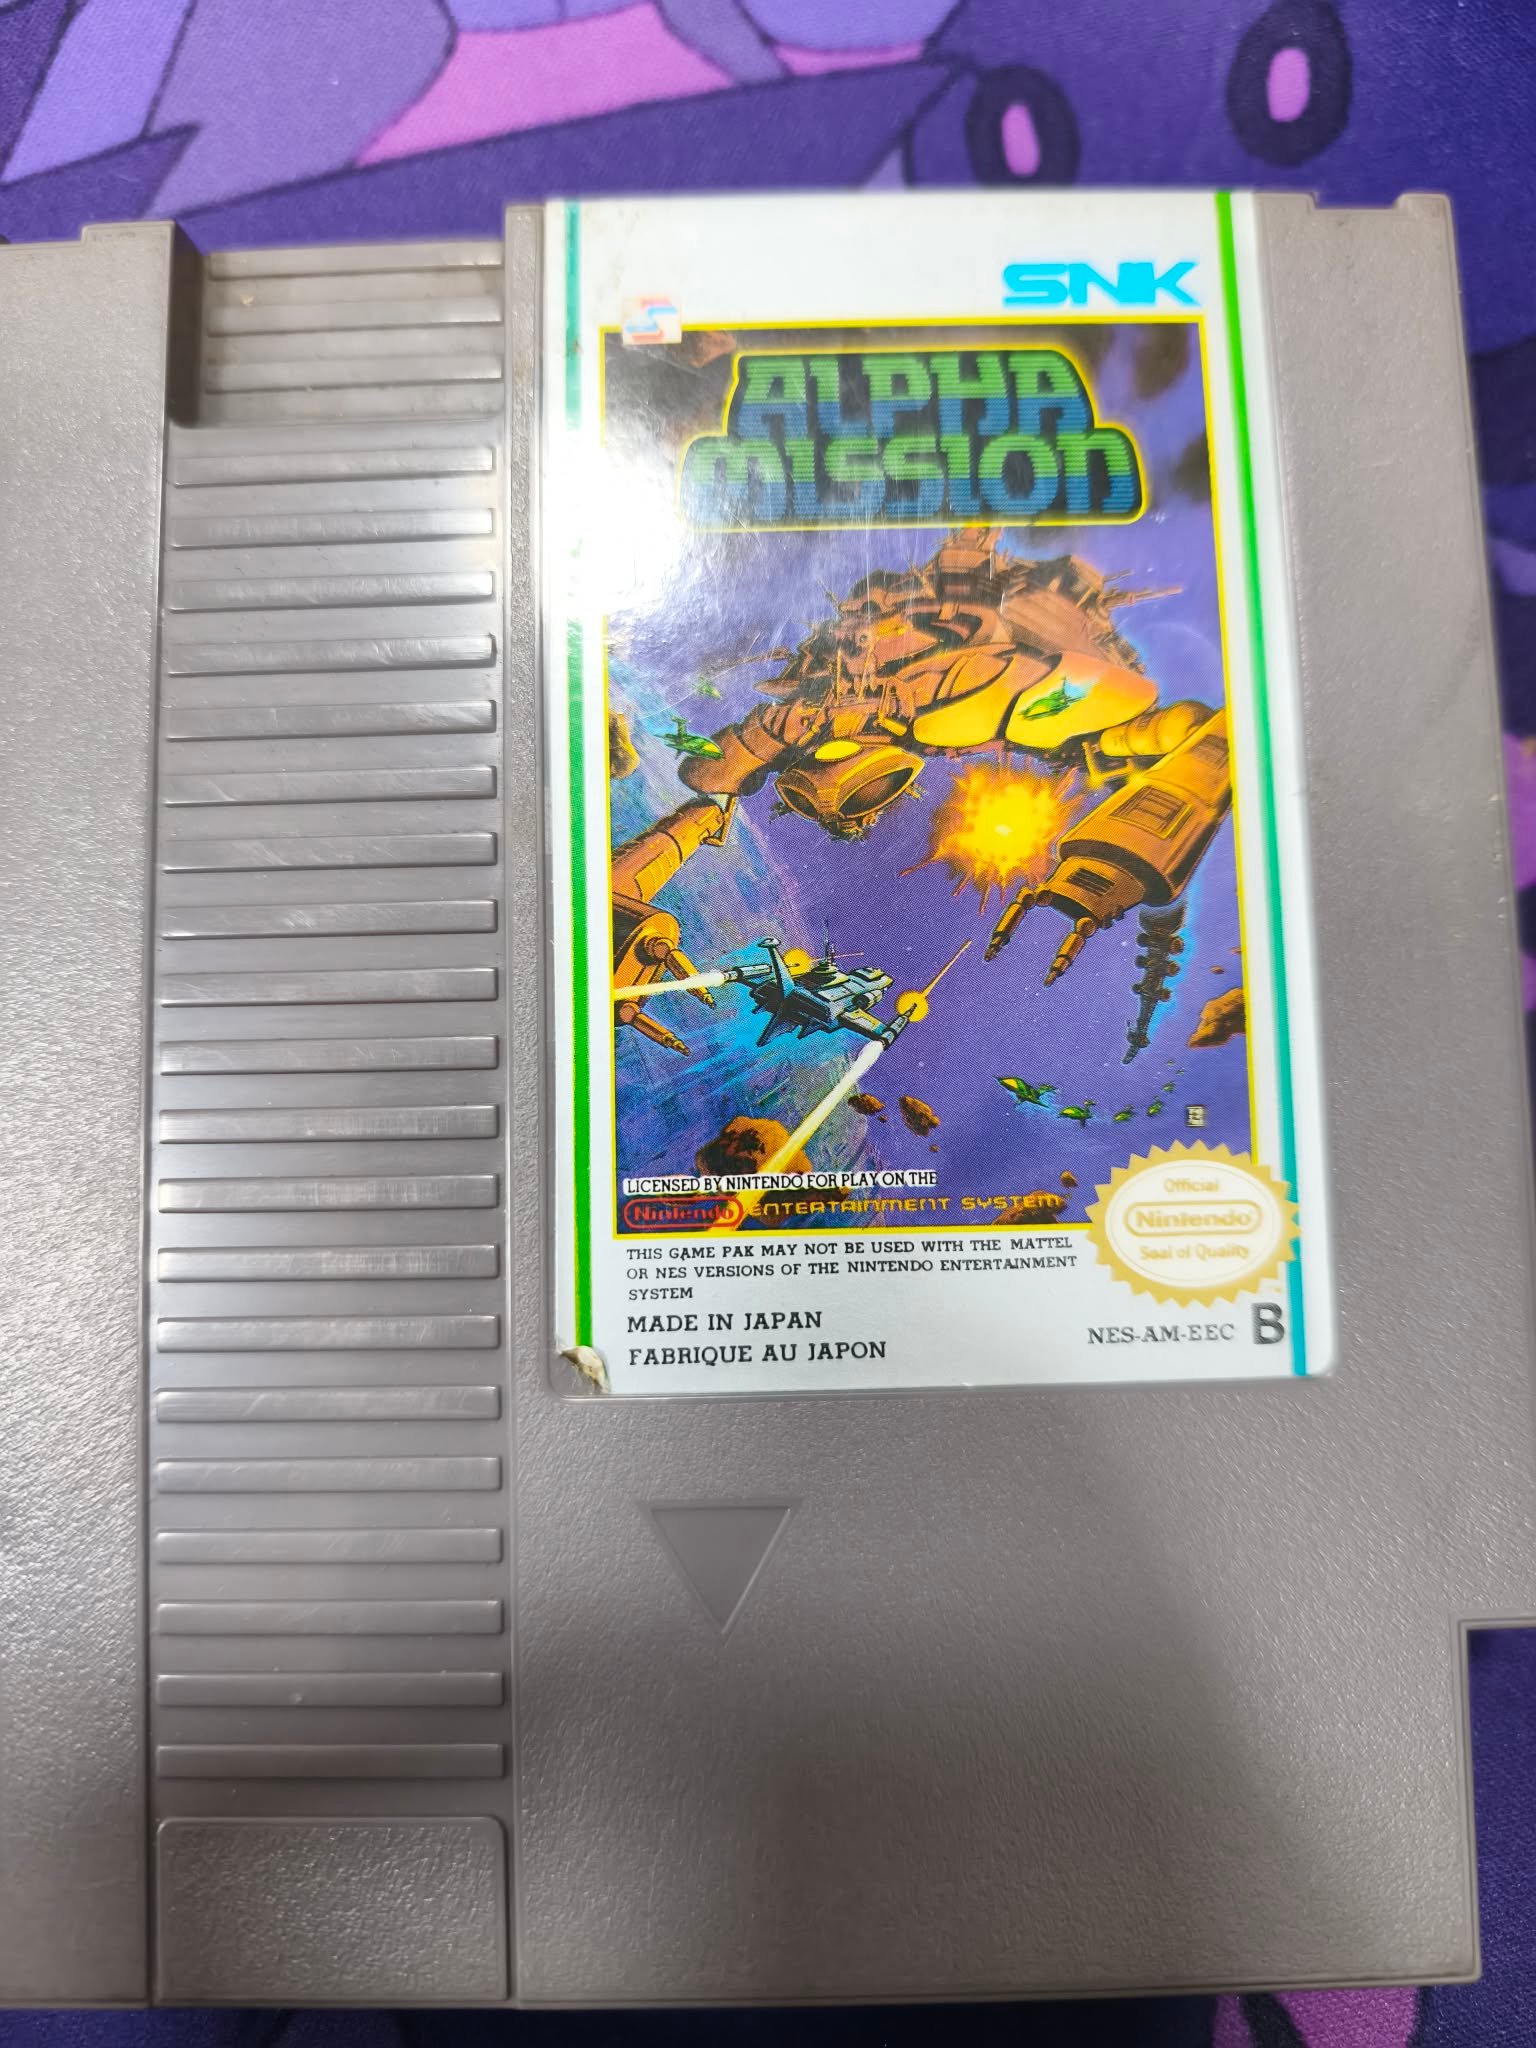 SNK
ALPHA
MISSION
LICENSED BY NINTENDO FOR PLAY ON THE
Nintendo ENTERTAINMENT SYSTEM
Official
Nintendo
Seal of Quality
THIS GAME PAK MAY NOT BE USED WITH THE MATTEL
OR NES VERSIONS OF THE NINTENDO ENTERTAINMENT
SYSTEM
MADE IN JAPAN
FABRIQUE AU JAPON
NES-AM-EEC B